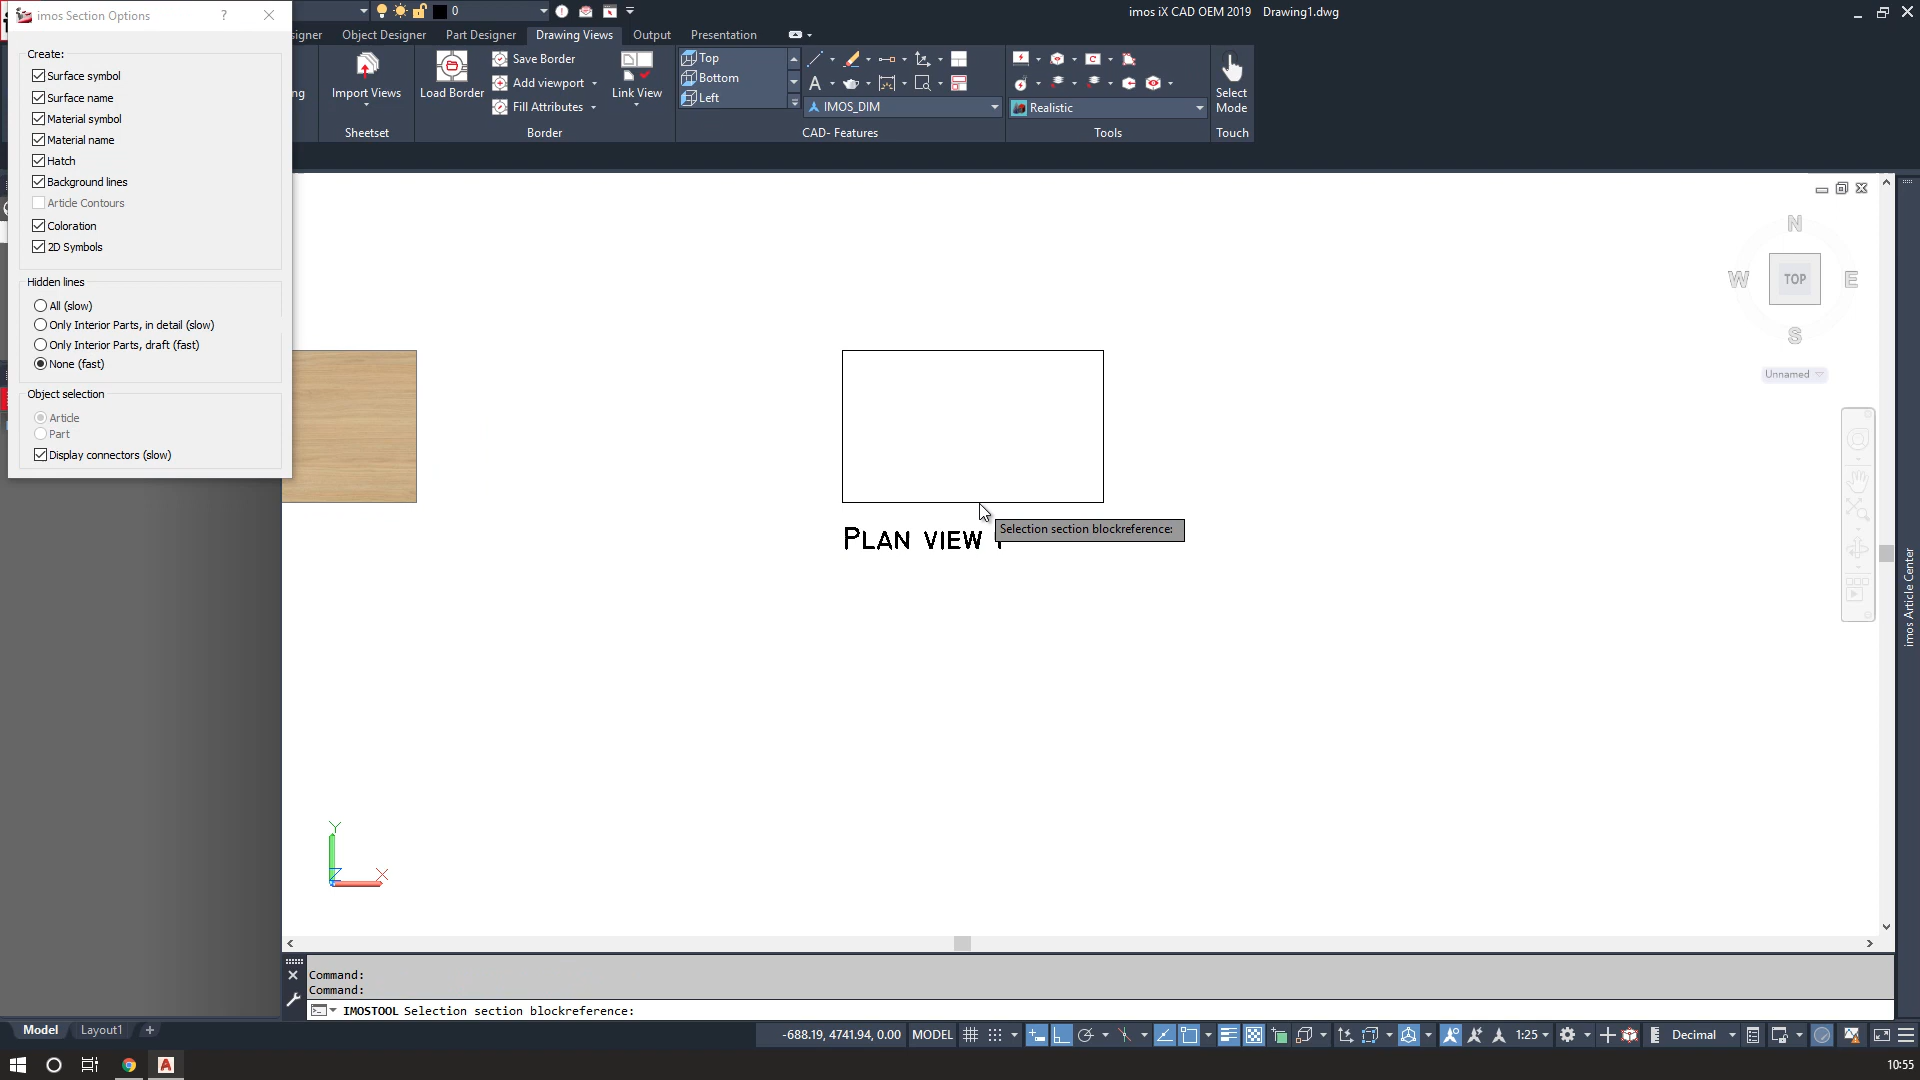 imos Section Options
?
0
imos iX CAD OEM 2019 Drawing1.dwg
Object Designer
Part Designer
Drawing Views
Output
Presentation
Create:
Surface symbol
Surface name
Material symbol
Material name
Hatch
Background lines
Article Contours
Coloration
2D Symbols
Hidden lines
All (slow)
Only Interior Parts, in detail (slow)
Only Interior Parts, draft (fast)
None (fast)
Object selection
Article
Part
Display connectors (slow)
Import Views
Sheetset
Load Border
Save Border
Add viewport
Fill Attributes
Link View
Border
Top
Bottom
Left
A
IMOS_DIM
CAD- Features
Realistic
Tools
Select
Mode
Touch
N
W
TOP
E
S
Unnamed
PLAN VIEW
Selection section blockreference:
imos Article Center
Y
Z
X
Command:
Command:
IMOSTOOL Selection section blockreference:
Model
Layout1
-688.19, 4741.94, 0.00
MODEL
1:25
Decimal
10:55